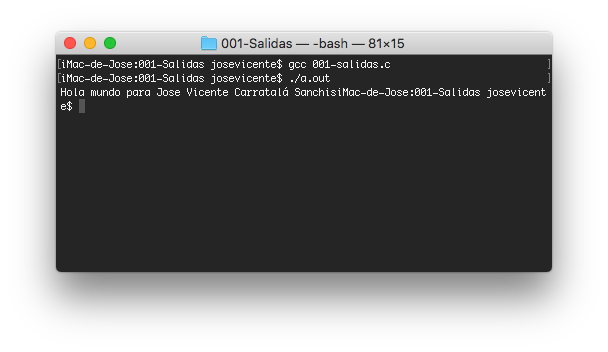 001-Salidas — -bash — 81×15
[iMac-de-Jose:001-Salidas josevicente$ gcc 001-salidas.c ]
[iMac-de-Jose:001-Salidas josevicente$ ./a.out ]
Hola mundo para Jose Vicente Carratalá SanchisiMac-de-Jose:001-Salidas josevicent
e$